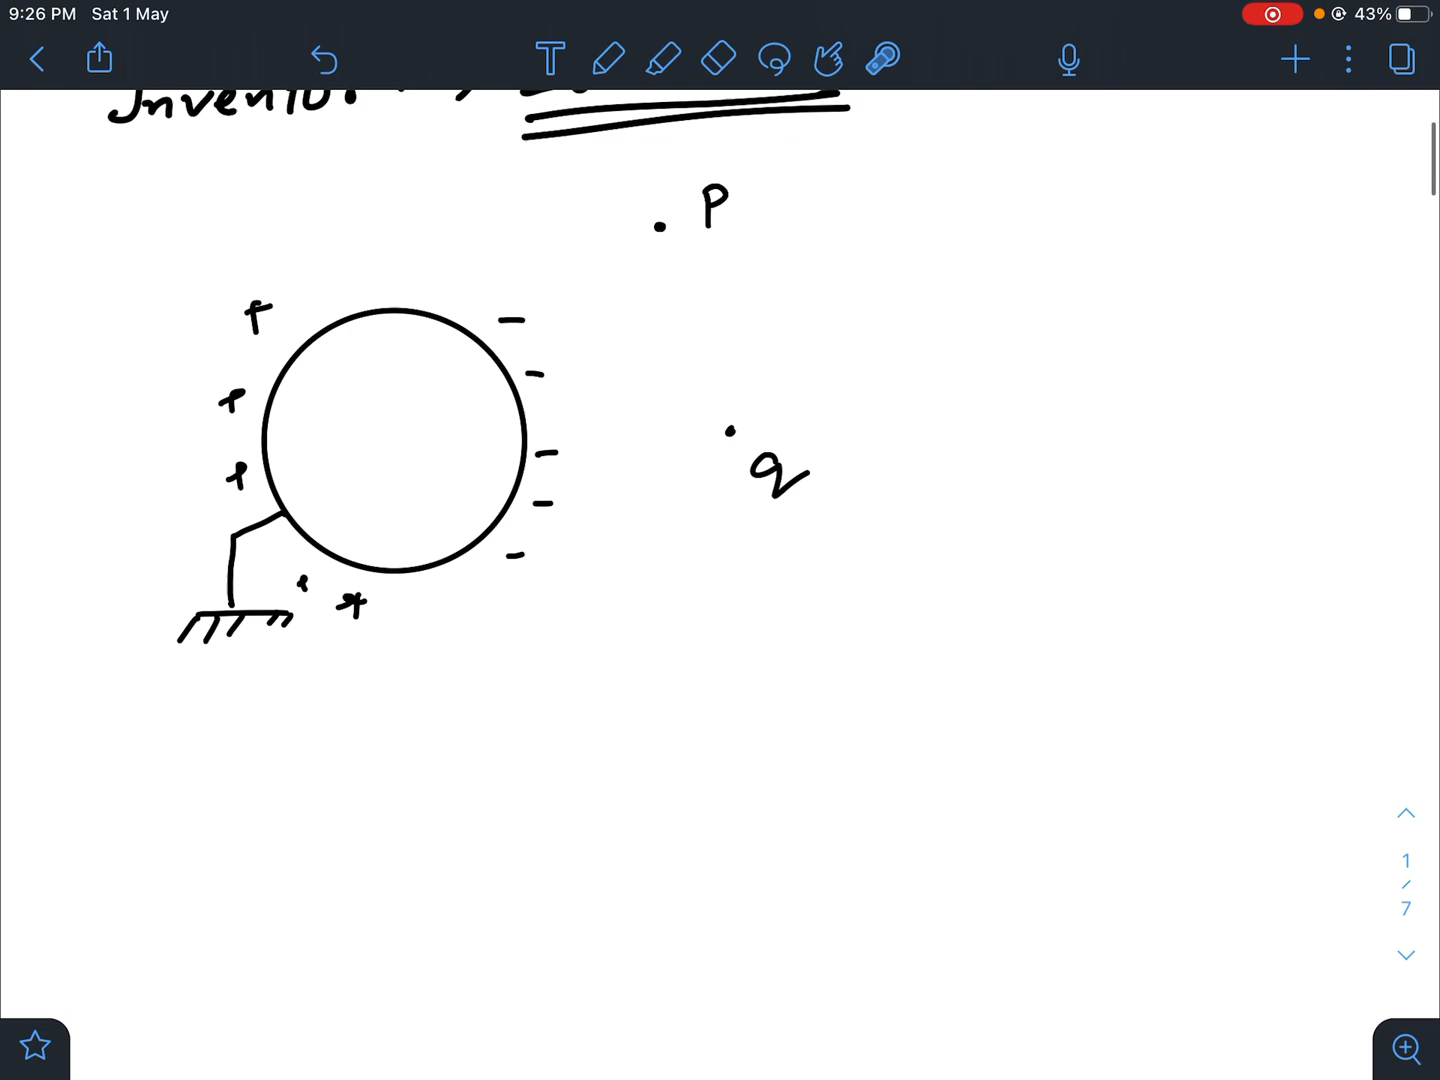 9:26 PM Sat 1 May
43%
T
P
+ −
+ −
−
+ −
q
−
+
1
/
7